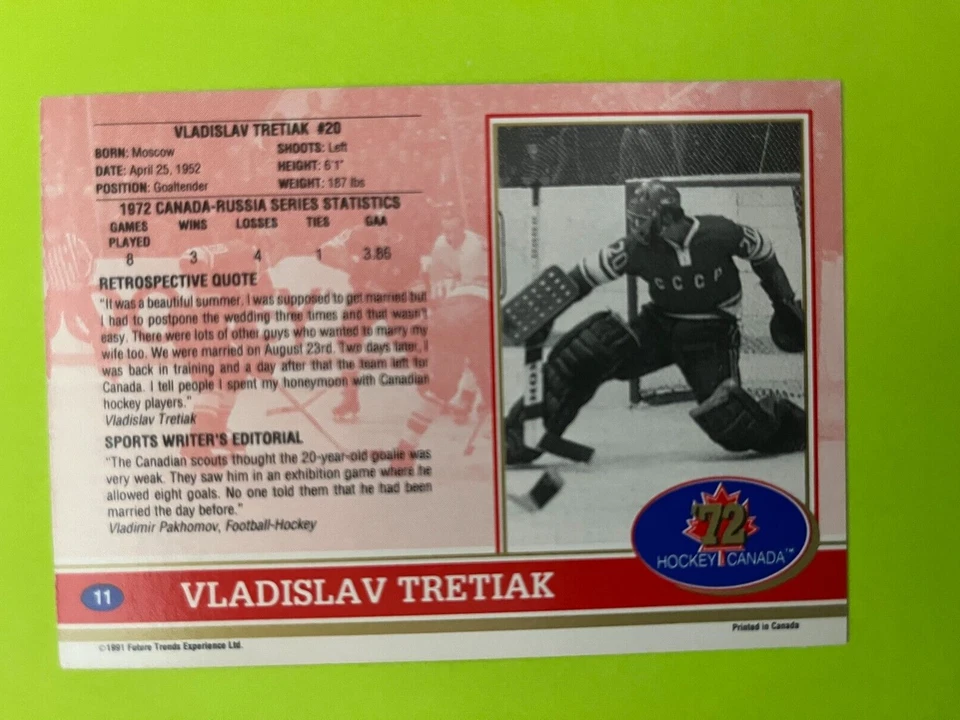 VLADISLAV TRETIAK #20
BORN: Moscow
SHOOTS: Left
DATE: April 25, 1952
HEIGHT: 6'1"
POSITION: Goaltender
WEIGHT: 187 lbs
1972 CANADA-RUSSIA SERIES STATISTICS
GAMES PLAYED WINS LOSSES TIES GAA
8 3 4 1 3.86
RETROSPECTIVE QUOTE
"It was a beautiful summer. I was supposed to get married but
I had to postpone the wedding three times and that wasn't
easy. There were lots of other guys who wanted to marry my
wife too. We were married on August 23rd. Two days later, I
was back in training and a day after that the team left for
Canada. I tell people I spent my honeymoon with Canadian
hockey players."
Vladislav Tretiak
SPORTS WRITER'S EDITORIAL
"The Canadian scouts thought the 20-year-old goalie was
very weak. They saw him in an exhibition game where he
allowed eight goals. No one told them that he had been
married the day before."
Vladimir Pakhomov, Football-Hockey
20
CCCP
20
'72
HOCKEY CANADA™
11
VLADISLAV TRETIAK
©1991 Future Trends Experience Ltd.
Printed in Canada